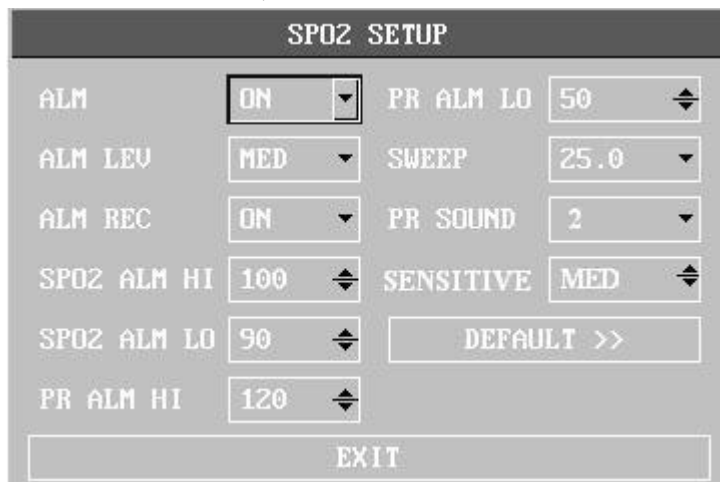 SPO2 SETUP
ALM ON PR ALM LO 50
ALM LEV MED SWEEP 25.0
ALM REC ON PR SOUND 2
SPO2 ALM HI 100 SENSITIVE MED
SPO2 ALM LO 90 DEFAULT >>
PR ALM HI 120
EXIT